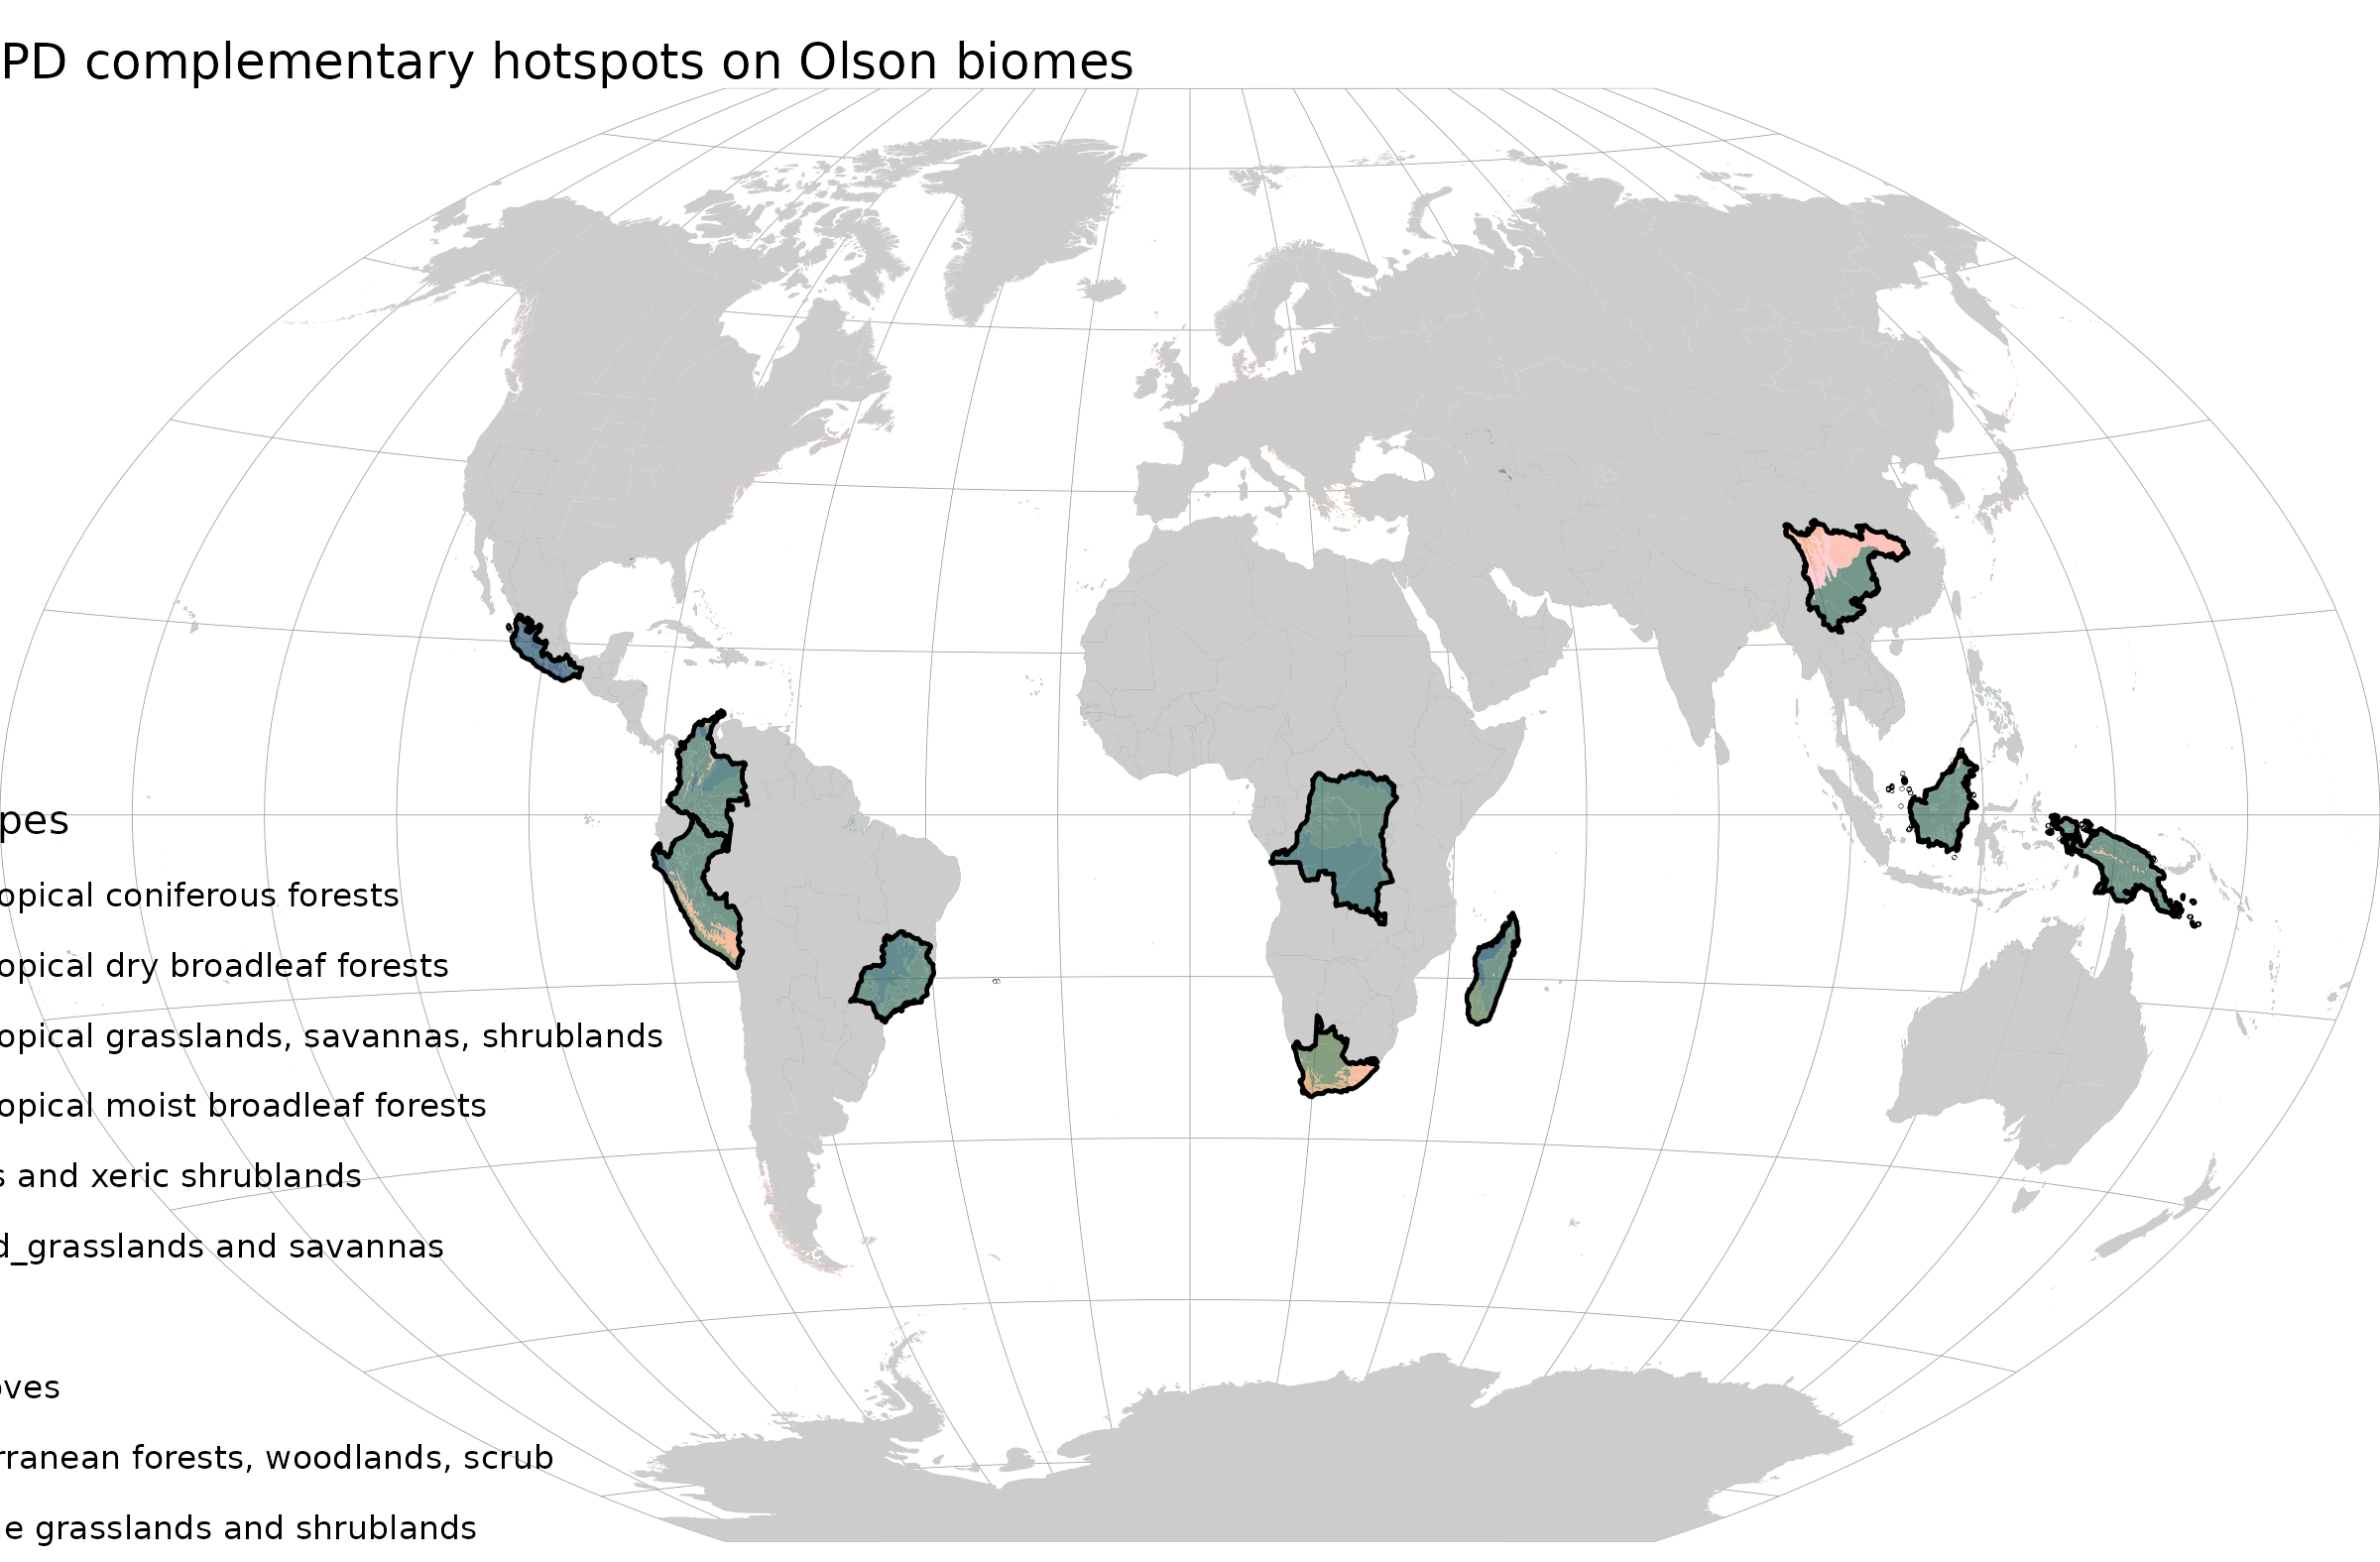 PD complementary hotspots on Olson biomes
pes
opical coniferous forests
opical dry broadleaf forests
opical grasslands, savannas, shrublands
opical moist broadleaf forests
s and xeric shrublands
d_grasslands and savannas
oves
rranean forests, woodlands, scrub
e grasslands and shrublands